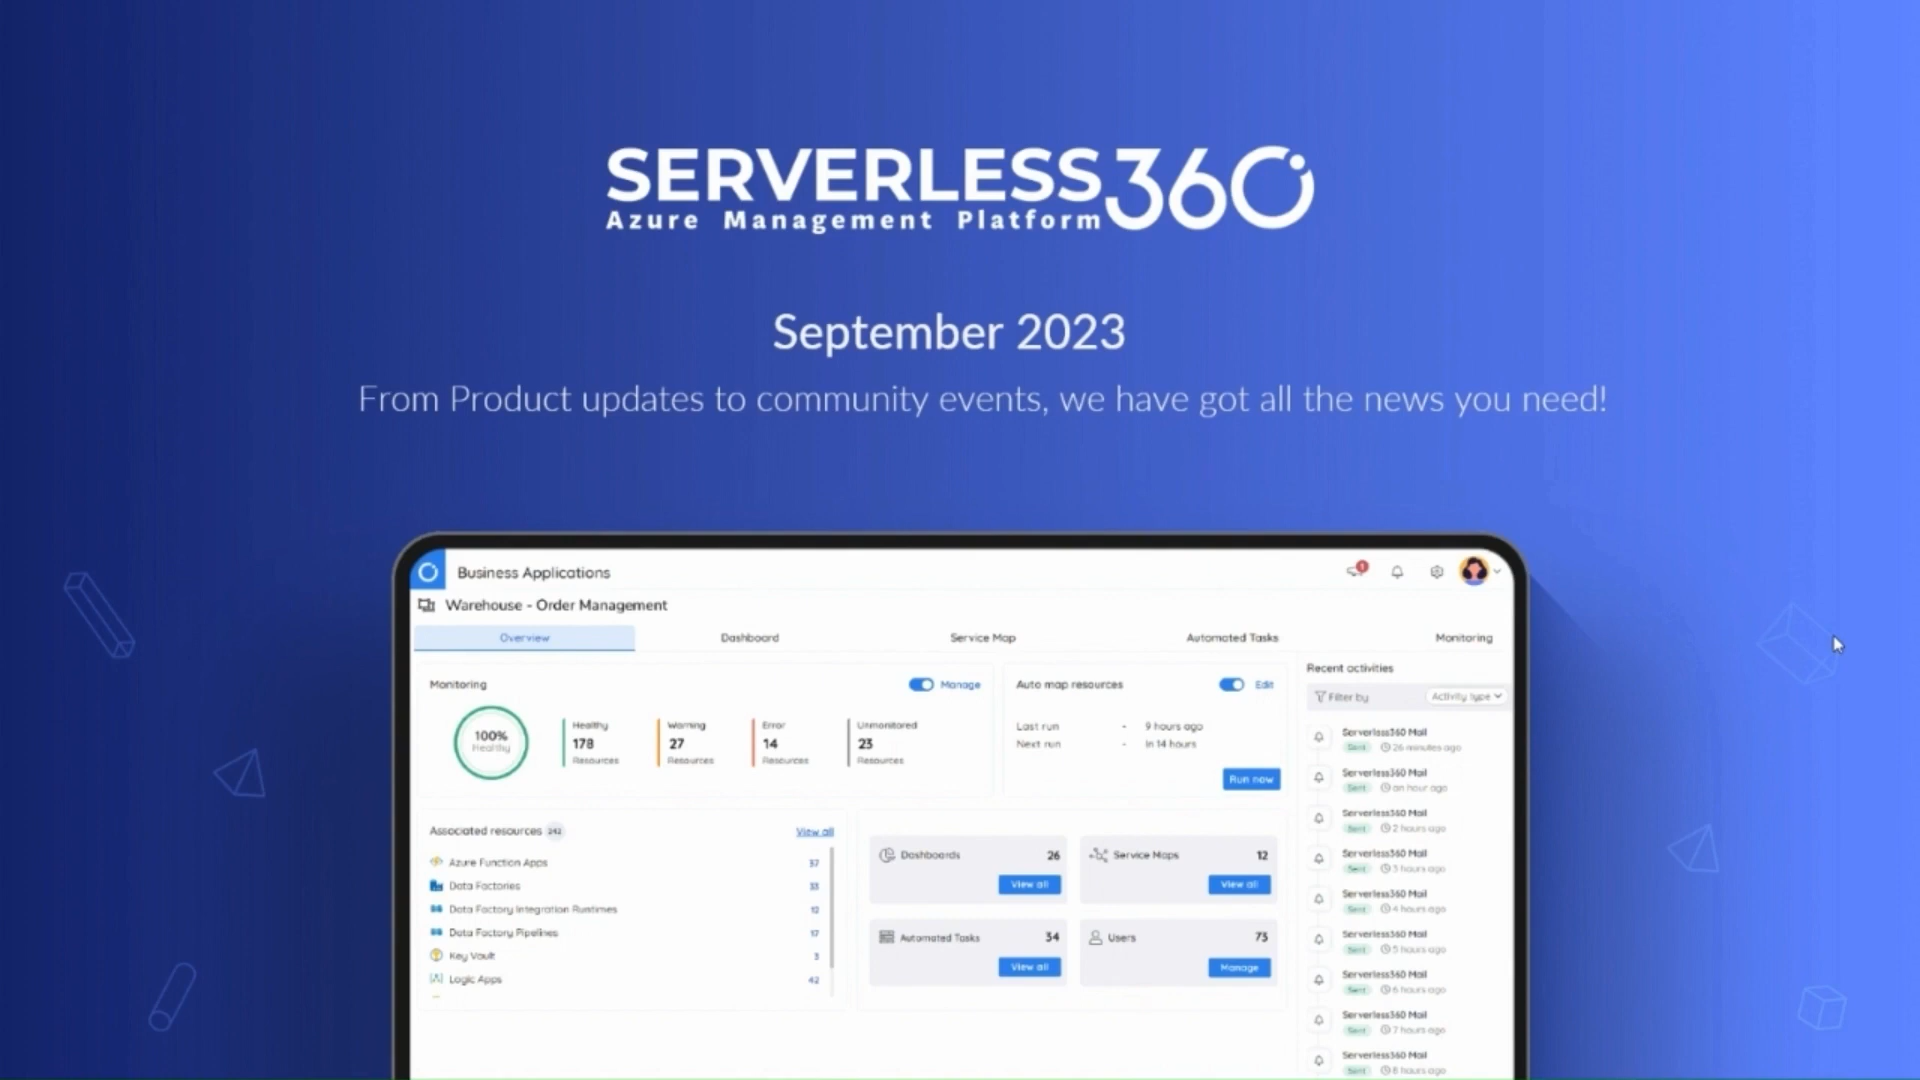 SERVERLESS360
Azure Management Platform
September 2023
From Product updates to community events, we have got all the news you need!
Business Applications
1
Warehouse - Order Management
Overview
Dashboard
Service Map
Automated Tasks
Monitoring
Monitoring
Manage
100%
Healthy
Healthy
178
Resources
Warning
27
Resources
Error
14
Resources
Unmonitored
23
Resources
Auto map resources
Edit
Last run - 9 hours ago
Next run - In 14 hours
Run now
Associated resources 242
View all
Azure Function Apps 37
Data Factories 33
Data Factory Integration Runtimes 12
Data Factory Pipelines 17
Key Vault 3
Logic Apps 42
Dashboards 26
View all
Service Maps 12
View all
Automated Tasks 34
View all
Users 73
Manage
Recent activities
Filter by
Activity type
Serverless360 Mail
Sent 26 minutes ago
Serverless360 Mail
Sent an hour ago
Serverless360 Mail
Sent 2 hours ago
Serverless360 Mail
Sent 3 hours ago
Serverless360 Mail
Sent 4 hours ago
Serverless360 Mail
Sent 5 hours ago
Serverless360 Mail
Sent 6 hours ago
Serverless360 Mail
Sent 7 hours ago
Serverless360 Mail
Sent 8 hours ago